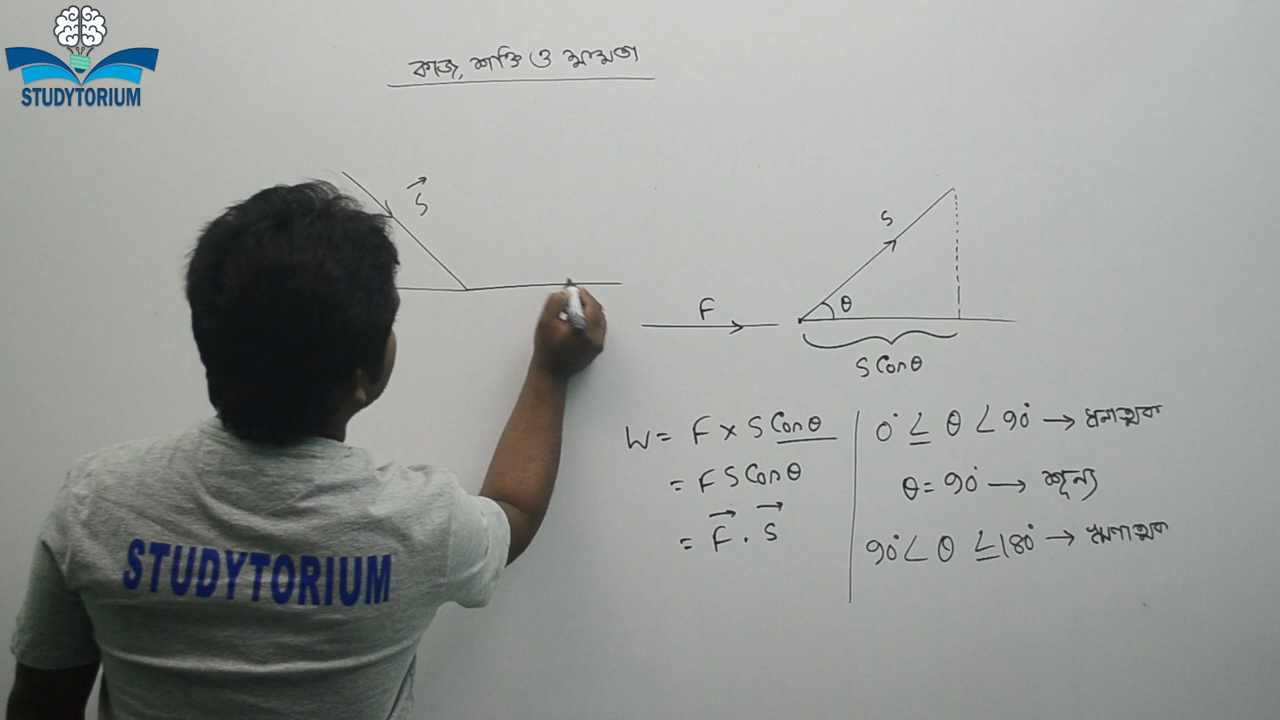 STUDYTORIUM
কাজ, শক্তি ও ক্ষমতা
S⃗
S
F
θ
S Cosθ
W = F x S Cosθ
= F S Cosθ
= F⃗ . S⃗
0° ≤ θ < 90° → ধনাত্মক
θ = 90° → শূন্য
90° < θ ≤ 180° → ঋণাত্মক
STUDYTORIUM